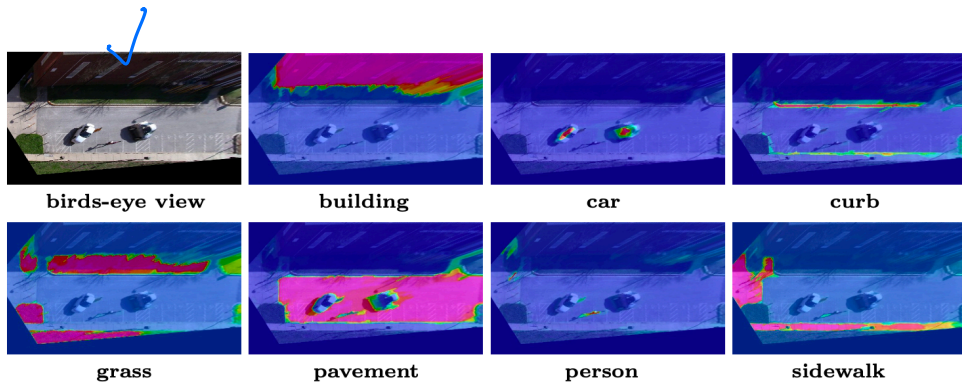 birds-eye view
building
car
curb
grass
pavement
person
sidewalk